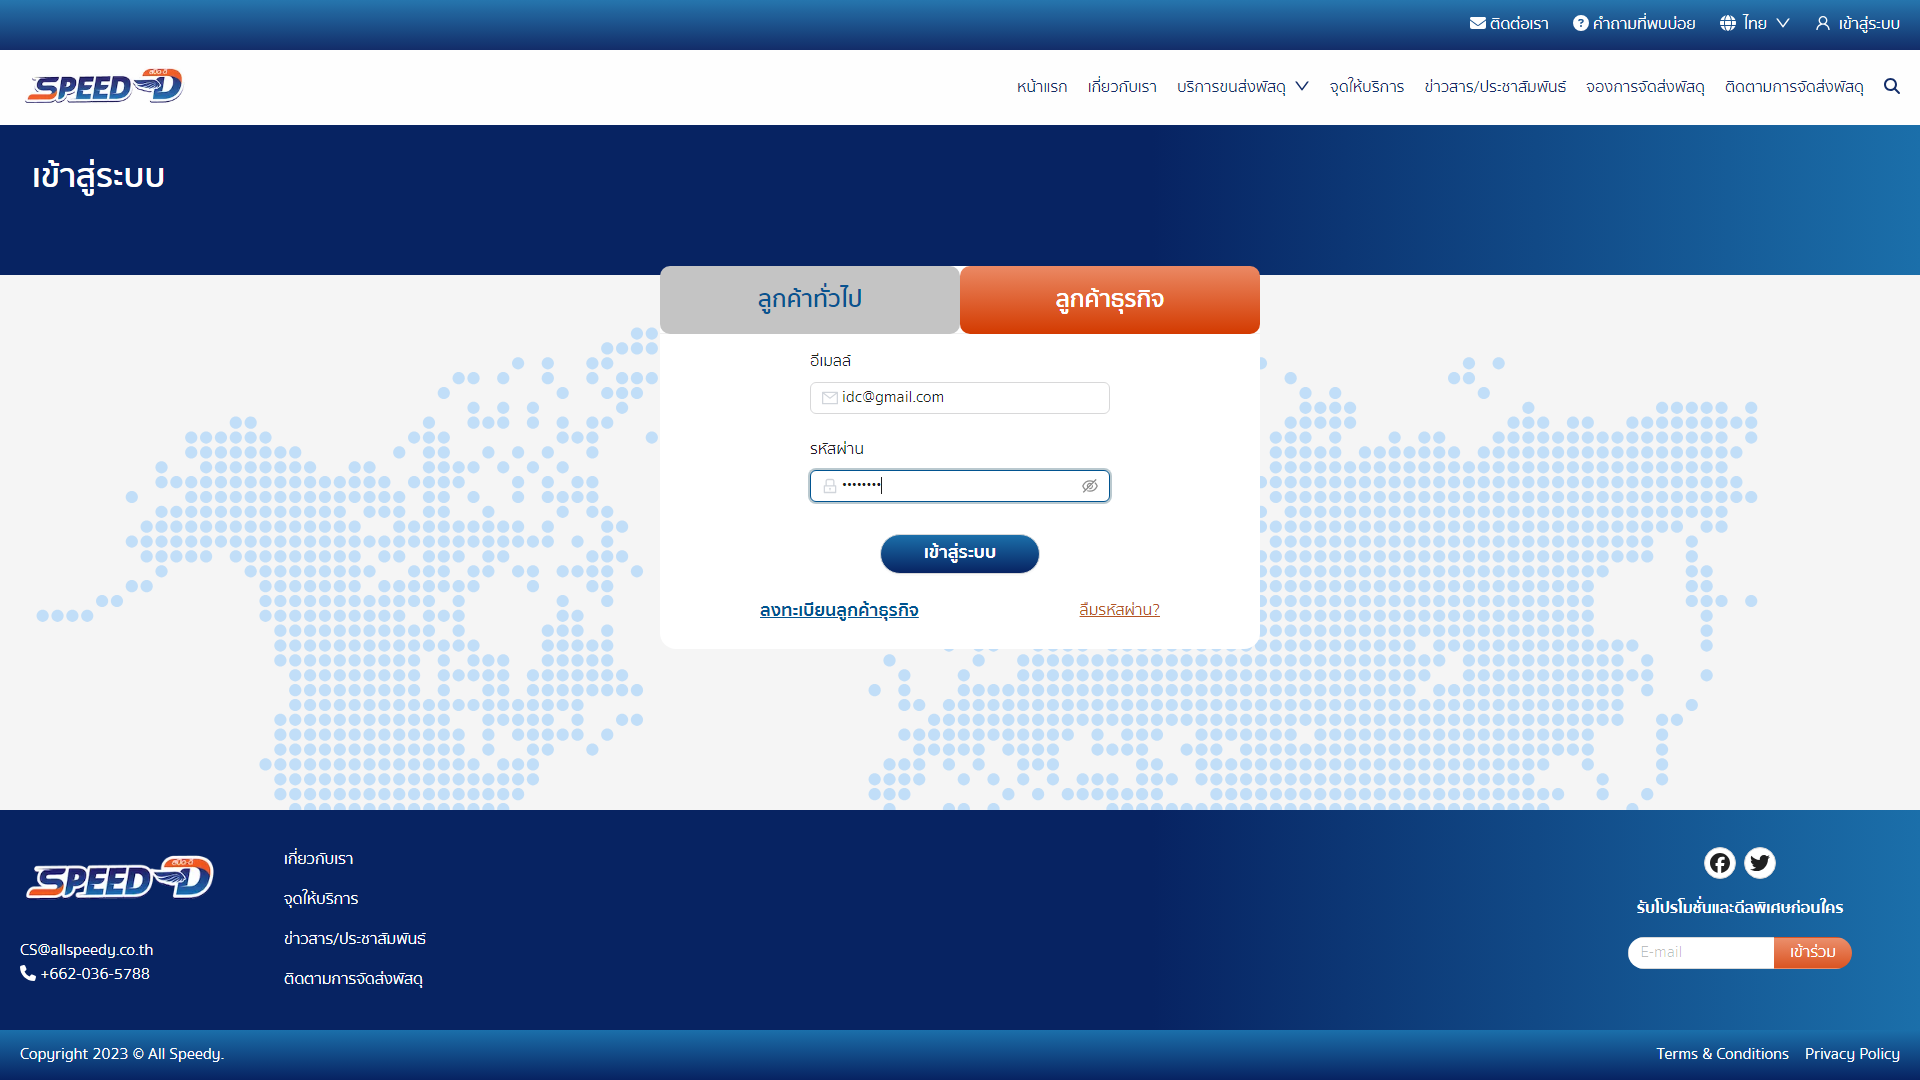 ติดต่อเรา คำถามที่พบบ่อย ไทย เข้าสู่ระบบ
SPEED-D สปีด-ดี
หน้าแรก เกี่ยวกับเรา บริการขนส่งพัสดุ จุดให้บริการ ข่าวสาร/ประชาสัมพันธ์ จองการจัดส่งพัสดุ ติดตามการจัดส่งพัสดุ
เข้าสู่ระบบ
ลูกค้าทั่วไป ลูกค้าธุรกิจ
อีเมลล์
idc@gmail.com
รหัสผ่าน
••••••••
เข้าสู่ระบบ
ลงทะเบียนลูกค้าธุรกิจ ลืมรหัสผ่าน?
SPEED-D สปีด-ดี
CS@allspeedy.co.th
+662-036-5788
เกี่ยวกับเรา
จุดให้บริการ
ข่าวสาร/ประชาสัมพันธ์
ติดตามการจัดส่งพัสดุ
รับโปรโมชั่นและดีลพิเศษก่อนใคร
E-mail เข้าร่วม
Copyright 2023 © All Speedy.
Terms & Conditions Privacy Policy